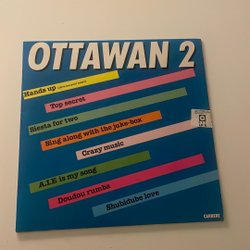 OTTAWAN 2
Hands up
Top secret
Siesta for two
Sing along with the juke-box
Crazy music
A.I.E is my song
Doudou rumba
Shubidube love
CARRERE